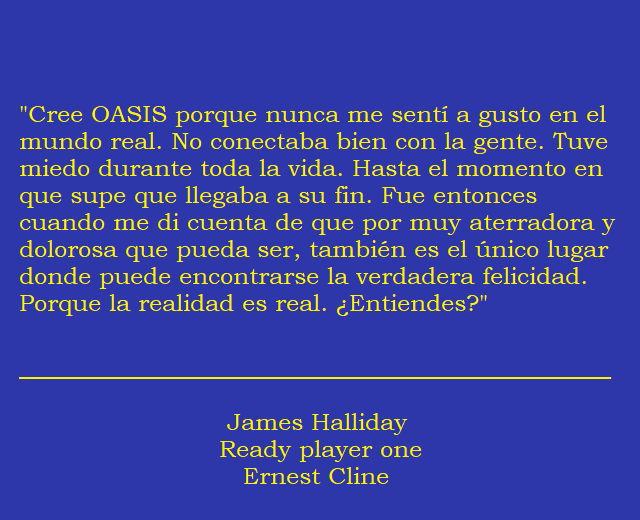 "Cree OASIS porque nunca me sentí a gusto en el
mundo real. No conectaba bien con la gente. Tuve
miedo durante toda la vida. Hasta el momento en
que supe que llegaba a su fin. Fue entonces
cuando me di cuenta de que por muy aterradora y
dolorosa que pueda ser, también es el único lugar
donde puede encontrarse la verdadera felicidad.
Porque la realidad es real. ¿Entiendes?"
James Halliday
Ready player one
Ernest Cline